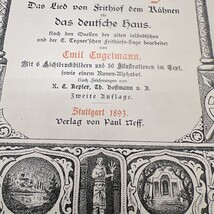 Das Lied von Frithjof dem Kühnen
für
das deutsche Haus.
Nach den Quellen der alten isländischen
und der E. Tegner'schen Frithjofs-Sage bearbeitet
von
Emil Engelmann.
Mit 6 Lichtdruckbildern und 50 Illustrationen im Text,
sowie einem Runen-Alphabet.
Nach Zeichnungen von
R. E. Kepler, Th. Hoffmann u. A.
Zweite Auflage.
Stuttgart 1893.
Verlag von Paul Neff.